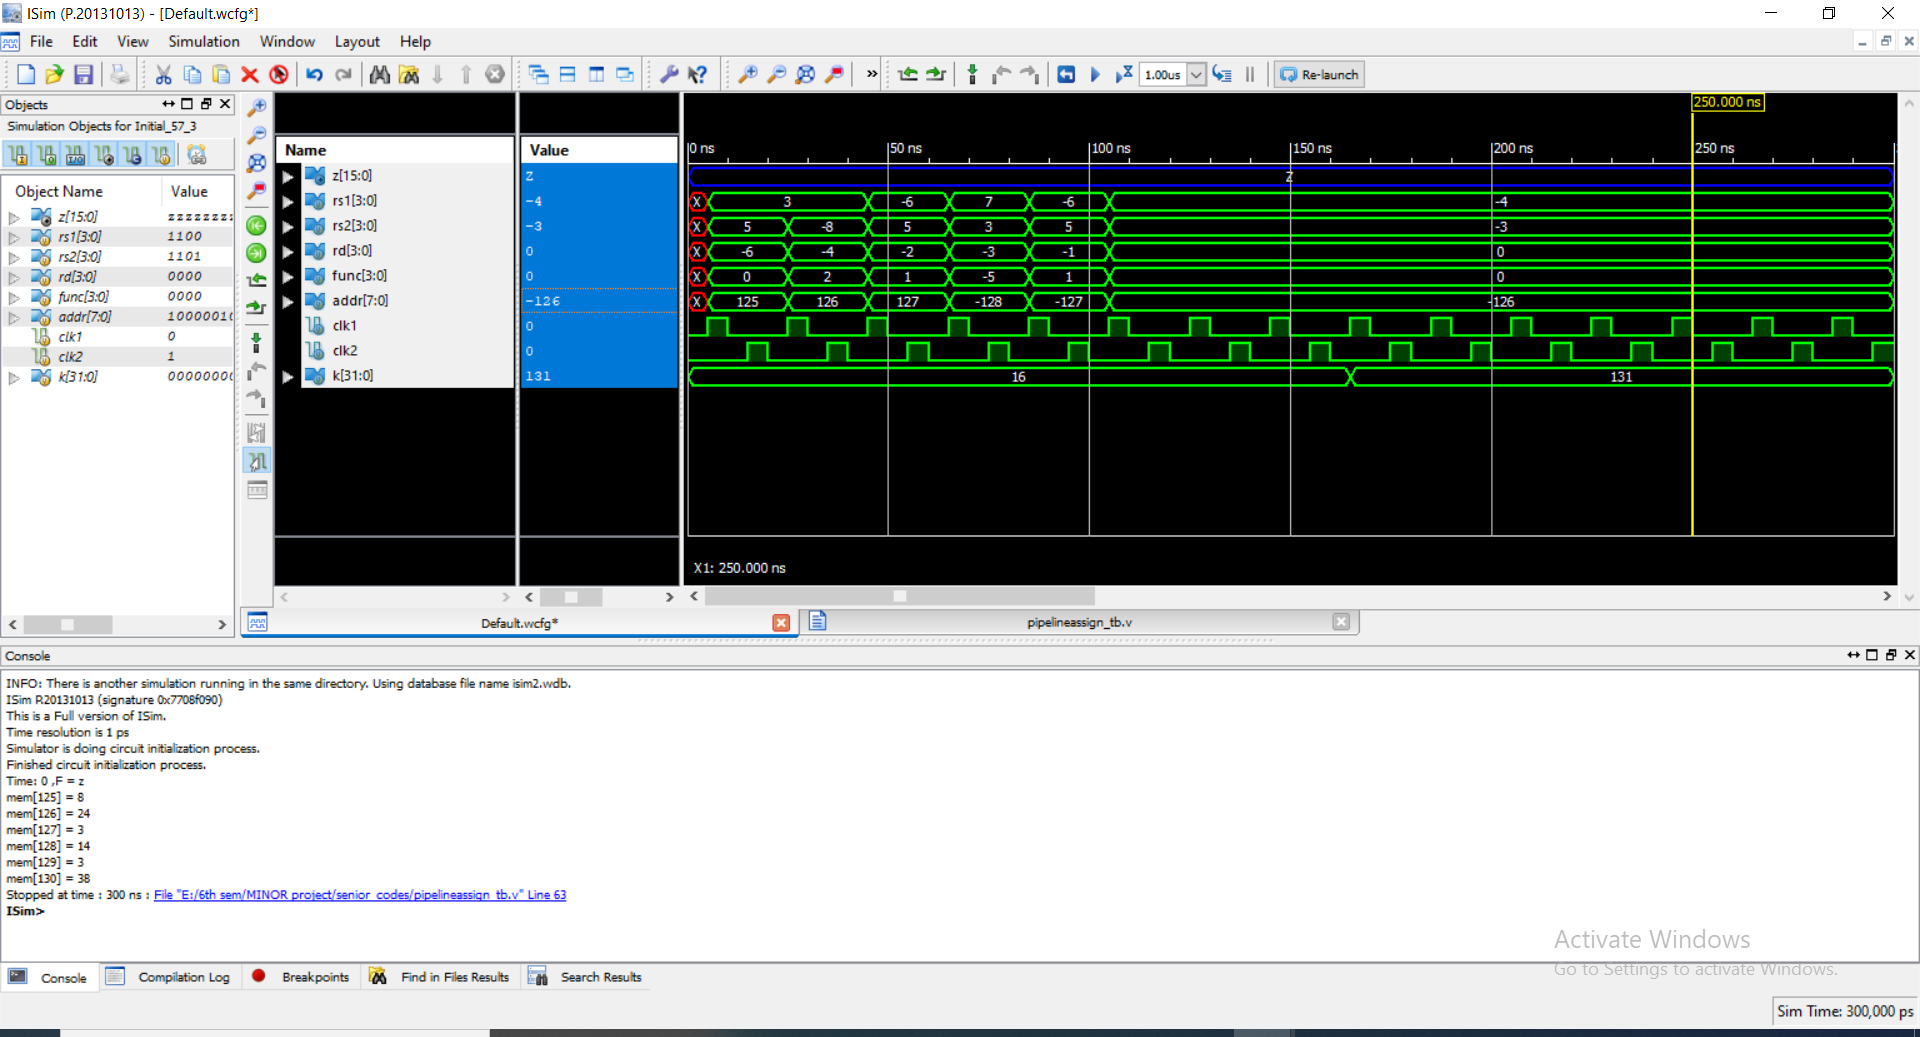 ISim (P.20131013) - [Default.wcfg*]
File Edit View Simulation Window Layout Help
» 1.00us Re-launch
Objects
Simulation Objects for Initial_57_3
Object Name Value
z[15:0] zzzzzzzz
rs1[3:0] 1100
rs2[3:0] 1101
rd[3:0] 0000
func[3:0] 0000
addr[7:0] 1000001
clk1 0
clk2 1
k[31:0] 0000000
250.000 ns
Name Value
0 ns 50 ns 100 ns 150 ns 200 ns 250 ns
z[15:0] Z Z
rs1[3:0] -4 X 3 -6 7 -6 -4
rs2[3:0] -3 X 5 -8 5 3 5 -3
rd[3:0] 0 X -6 -4 -2 -3 -1 0
func[3:0] 0 X 0 2 1 -5 1 0
addr[7:0] -126 X 125 126 127 -128 -127 -126
clk1 0
clk2 0
k[31:0] 131 16 131
X1: 250.000 ns
Default.wcfg* pipelineassign_tb.v
Console
INFO: There is another simulation running in the same directory. Using database file name isim2.wdb.
ISim P.20131013 (signature 0x7708f090)
This is a Full version of ISim.
Time resolution is 1 ps
Simulator is doing circuit initialization process.
Finished circuit initialization process.
Time: 0 ,F = z
mem[125] = 8
mem[126] = 24
mem[127] = 3
mem[128] = 14
mem[129] = 3
mem[130] = 38
Stopped at time : 300 ns : File "E:/6th sem/MINOR project/senior_codes/pipelineassign_tb.v" Line 63
ISim>
Activate Windows
Go to Settings to activate Windows.
Console Compilation Log Breakpoints Find in Files Results Search Results
Sim Time: 300,000 ps